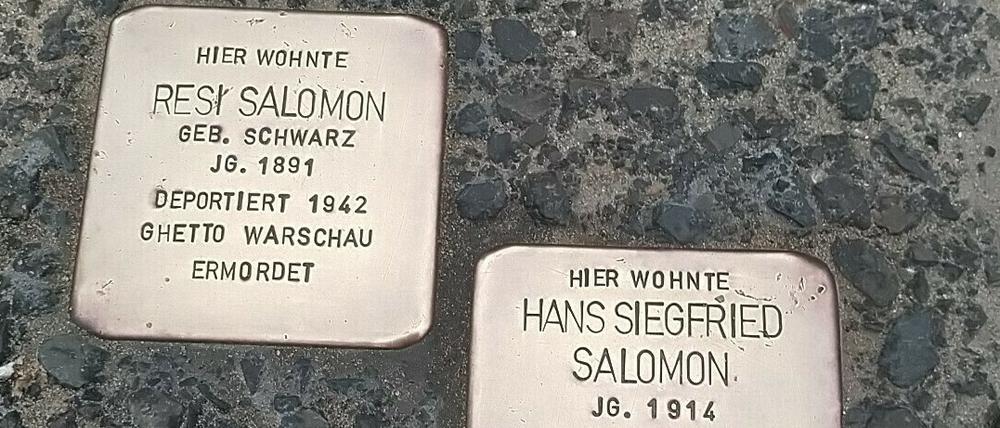 HIER WOHNTE
RESI SALOMON
GEB. SCHWARZ
JG. 1891
DEPORTIERT 1942
GHETTO WARSCHAU
ERMORDET
HIER WOHNTE
HANS SIEGFRIED
SALOMON
JG. 1914